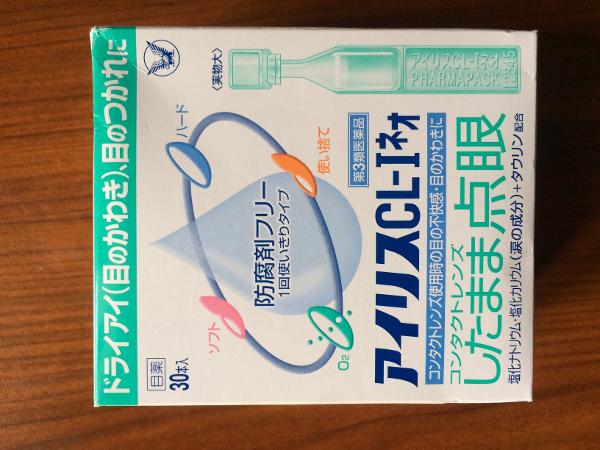 ドライアイ(目のかわき)、目のつかれに
〈実物大〉
アイリスCL-Iネオ
PHARMAPACK
12345
ハード
使い捨て
ソフト
O2
防腐剤フリー
1回使いきりタイプ
目薬
30本入
第3類医薬品
アイリスCL-Iネオ
コンタクトレンズ使用時の目の不快感・目のかわきに
コンタクトレンズ
したまま点眼
塩化ナトリウム・塩化カリウム〈涙の成分〉+タウリン配合